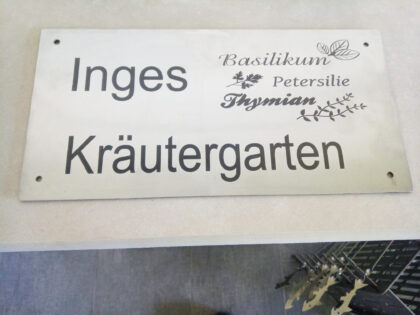 Inges
Basilikum
Petersilie
Thymian
Kräutergarten